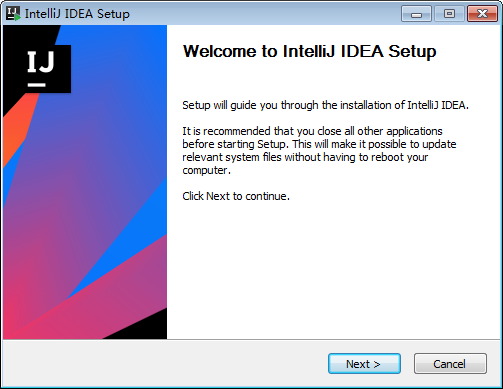 IntelliJ IDEA Setup
IJ
Welcome to IntelliJ IDEA Setup
Setup will guide you through the installation of IntelliJ IDEA.
It is recommended that you close all other applications
before starting Setup. This will make it possible to update
relevant system files without having to reboot your
computer.
Click Next to continue.
Next >
Cancel